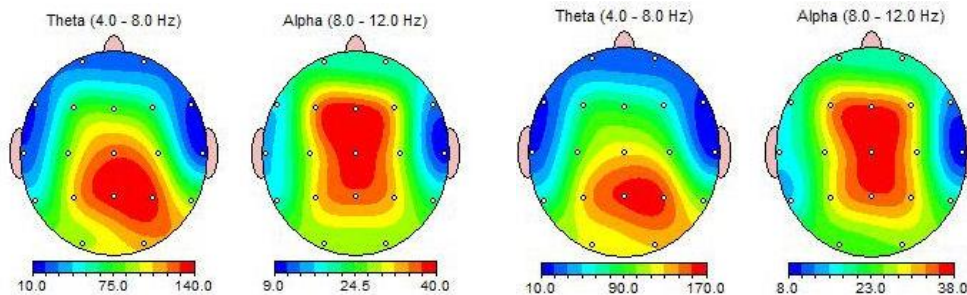 Theta (4.0 - 8.0 Hz)
Alpha (8.0 - 12.0 Hz)
Theta (4.0 - 8.0 Hz)
Alpha (8.0 - 12.0 Hz)
10.0 75.0 140.0
9.0 24.5 40.0
10.0 90.0 170.0
8.0 23.0 38.0